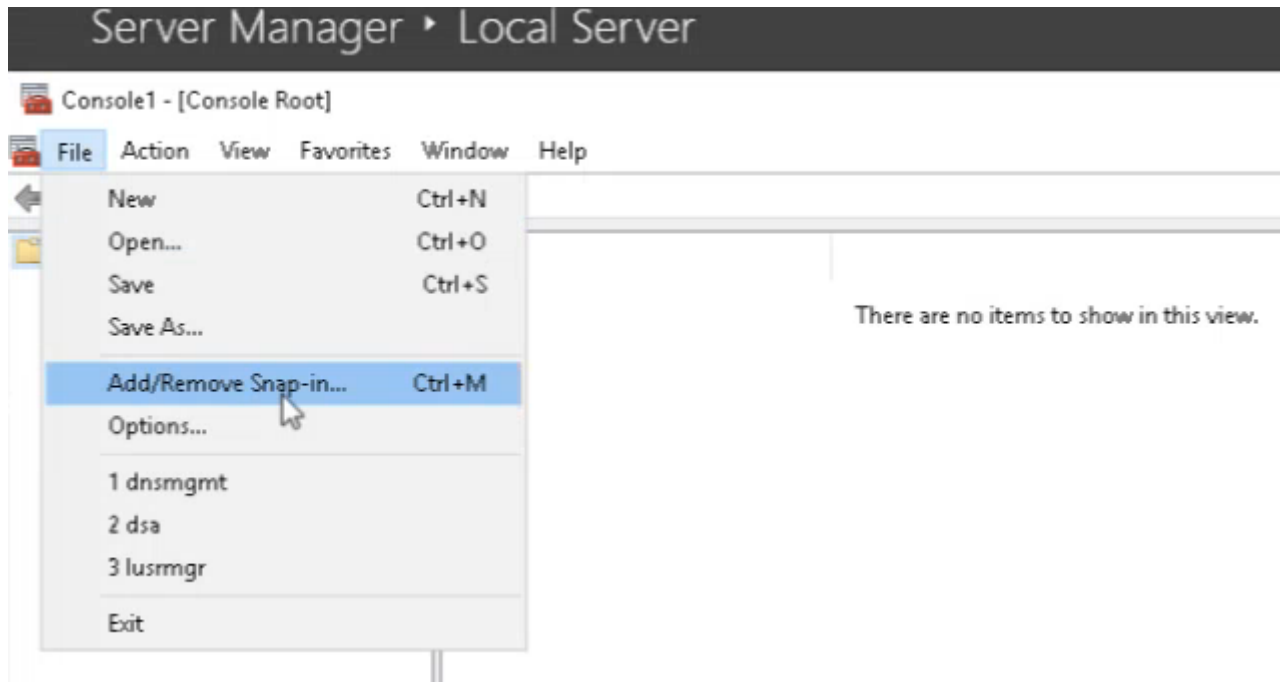 Server Manager ‣ Local Server
Console1 - [Console Root]
File Action View Favorites Window Help
New Ctrl+N
Open... Ctrl+O
Save Ctrl+S
Save As...
There are no items to show in this view.
Add/Remove Snap-in... Ctrl+M
Options...
1 dnsmgmt
2 dsa
3 lusrmgr
Exit